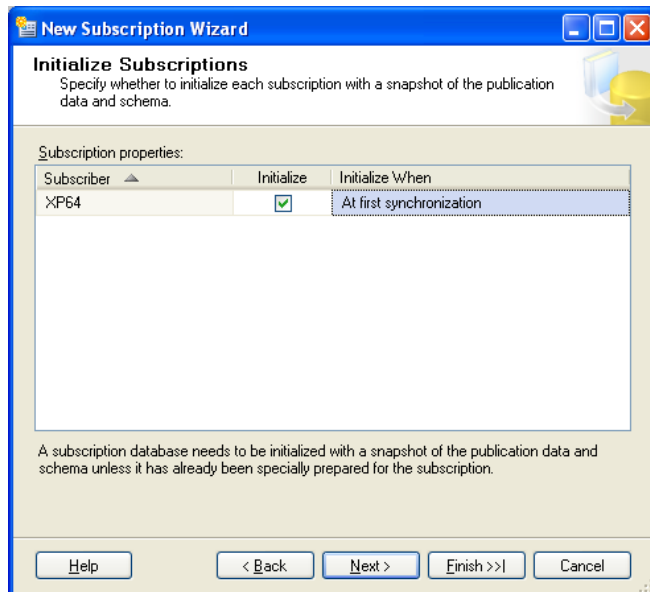 New Subscription Wizard
Initialize Subscriptions
Specify whether to initialize each subscription with a snapshot of the publication
data and schema.
Subscription properties:
Subscriber Initialize Initialize When
XP64 At first synchronization
A subscription database needs to be initialized with a snapshot of the publication data and
schema unless it has already been specially prepared for the subscription.
Help < Back Next > Finish >>| Cancel